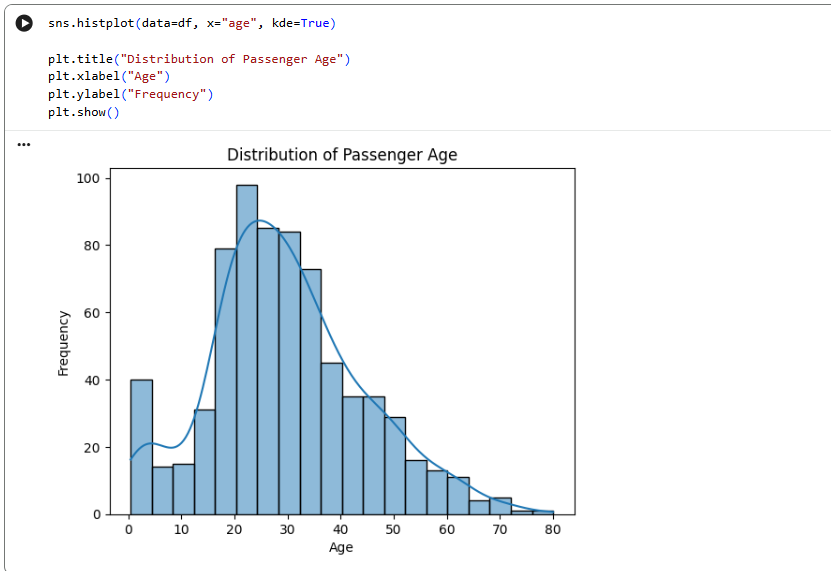 sns.histplot(data=df, x="age", kde=True)
plt.title("Distribution of Passenger Age")
plt.xlabel("Age")
plt.ylabel("Frequency")
plt.show()
Distribution of Passenger Age
100
80
60
40
20
0
Frequency
0 10 20 30 40 50 60 70 80
Age